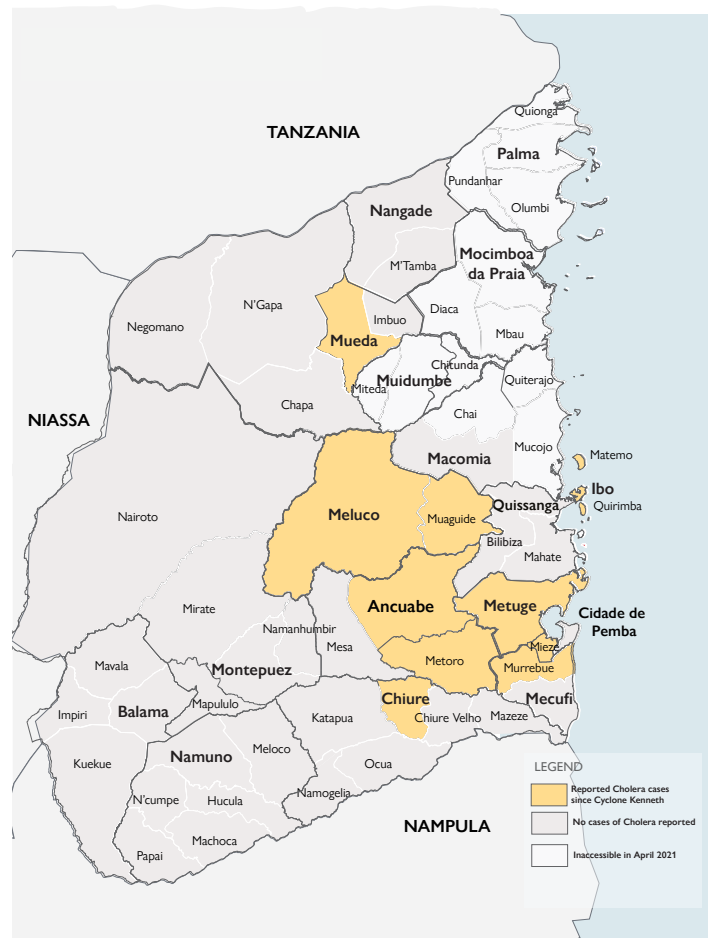 Quionga
TANZANIA
Palma
Pundanhar
Olumbi
Nangade
Mocimboa
da Praia
M'Tamba
N'Gapa
Diaca
Negomano
Imbuo
Mbau
Mueda
Chitunda
Muidumbe
Quiterajo
Miteda
Chapa
Chai
NIASSA
Mucojo
Macomia
Matemo
Ibo
Quissanga
Quirimba
Meluco
Muaguide
Nairoto
Bilibiza
Mahate
Ancuabe
Metuge
Cidade de
Pemba
Mirate
Namanhumbir
Mesa
Mieze
Metoro
Murrebue
Mavala
Montepuez
Chiure
Mecufi
Mapululo
Impiri
Balama
Katapua
Chiure Velho
Mazeze
Meloco
Namuno
Kuekue
Ocua
N'cumpe
Hucula
Namogelia
NAMPULA
Machoca
Papai
LEGEND
Reported Cholera cases
since Cyclone Kenneth
No cases of Cholera reported
Inaccessible in April 2021